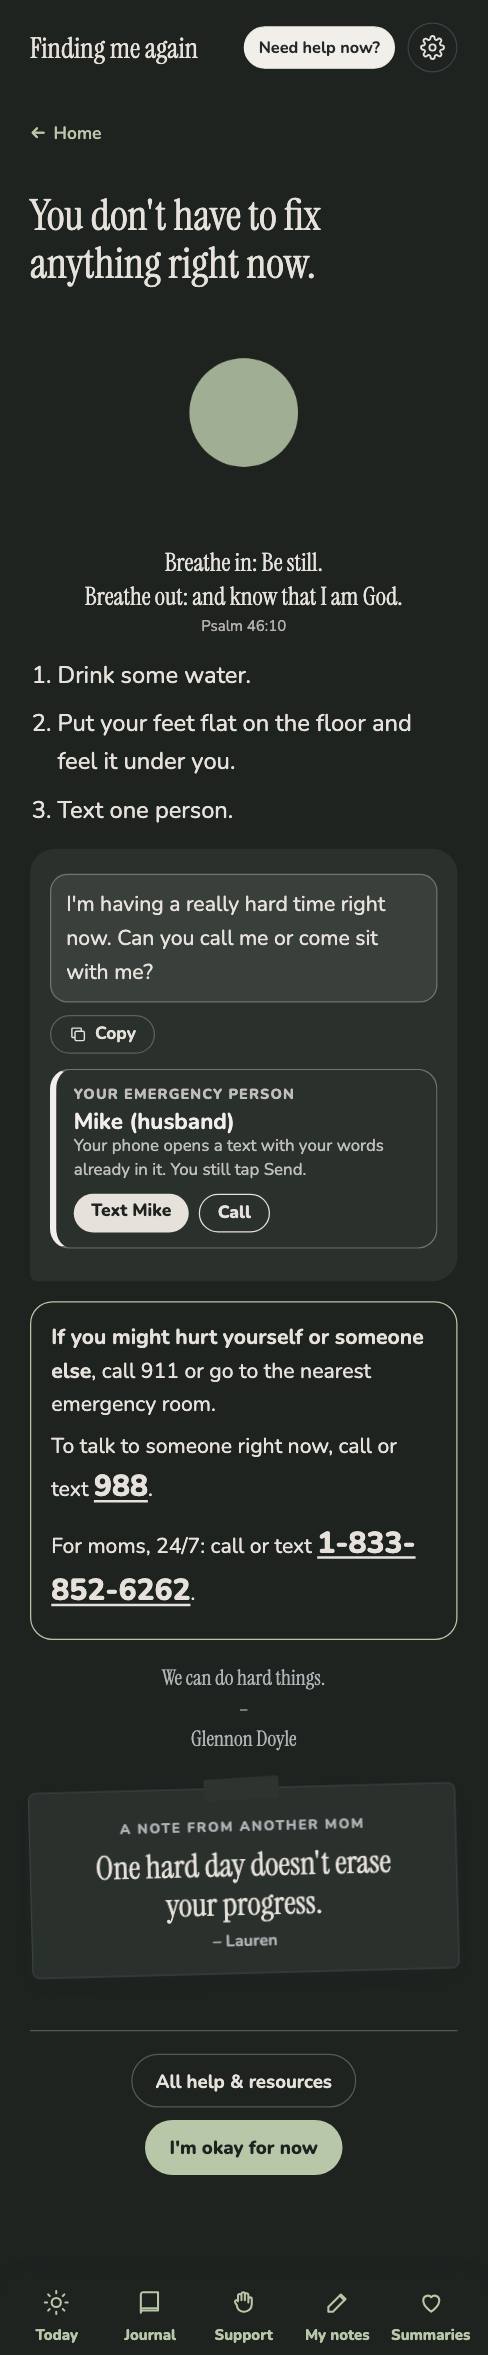 Finding me again
Need help now?
← Home
You don't have to fix
anything right now.
Breathe in: Be still.
Breathe out: and know that I am God.
Psalm 46:10
1. Drink some water.
2. Put your feet flat on the floor and
feel it under you.
3. Text one person.
I'm having a really hard time right
now. Can you call me or come sit
with me?
Copy
YOUR EMERGENCY PERSON
Mike (husband)
Your phone opens a text with your words
already in it. You still tap Send.
Text Mike
Call
If you might hurt yourself or someone
else, call 911 or go to the nearest
emergency room.
To talk to someone right now, call or
text 988.
For moms, 24/7: call or text 1-833-
852-6262.
We can do hard things.
–
Glennon Doyle
A NOTE FROM ANOTHER MOM
One hard day doesn't erase
your progress.
– Lauren
All help & resources
I'm okay for now
Today
Journal
Support
My notes
Summaries